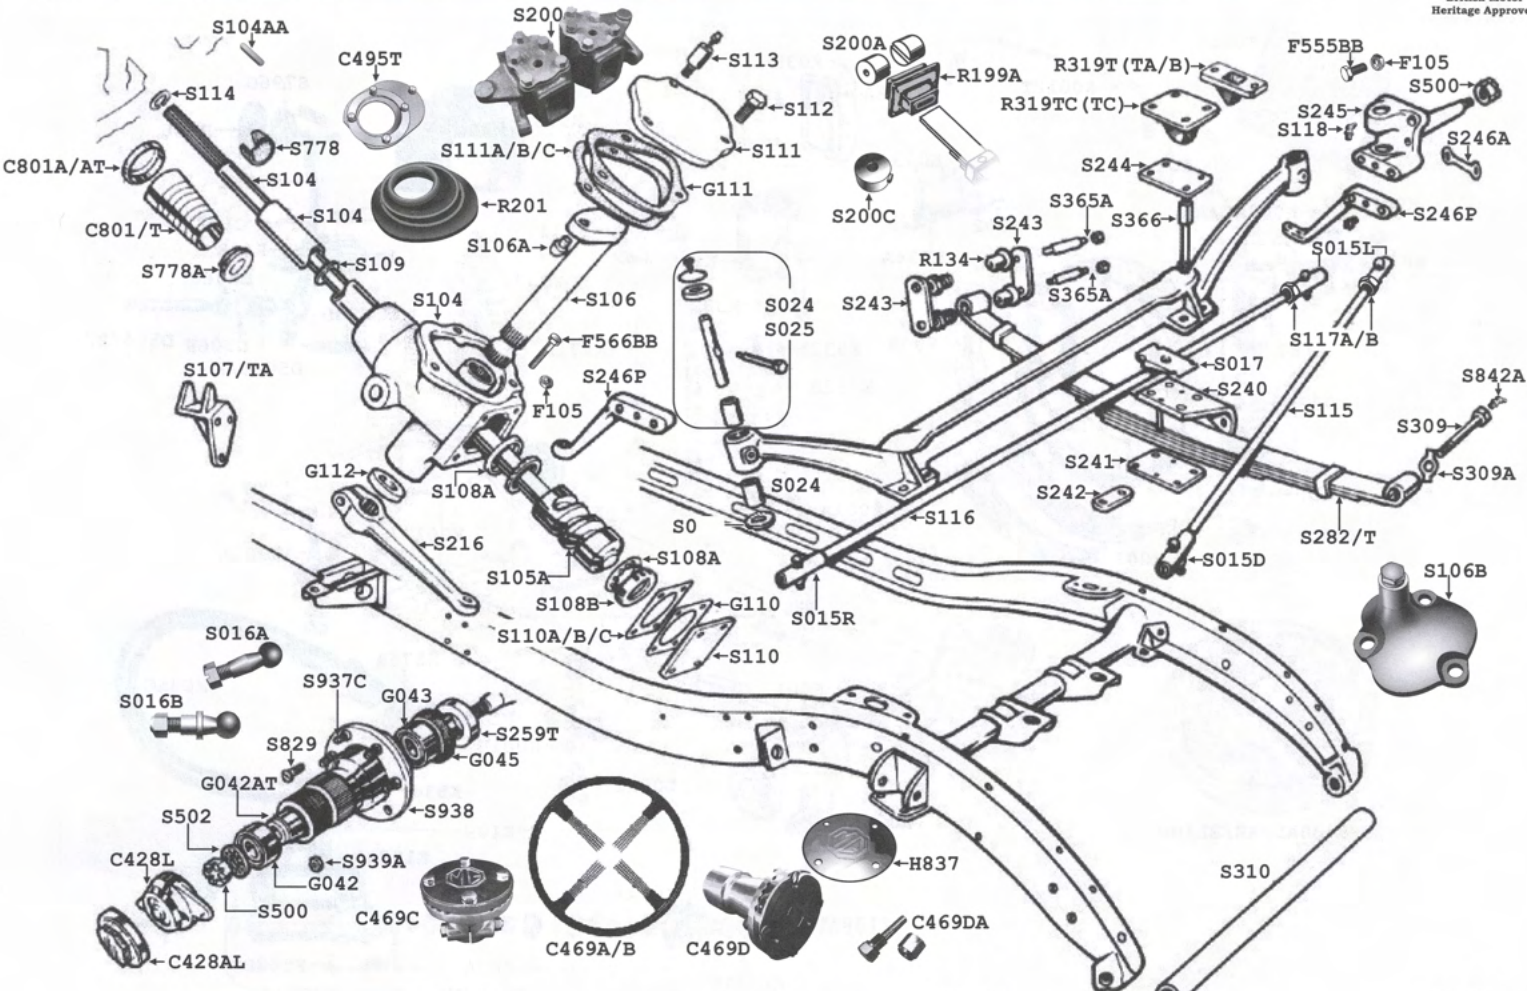 Heritage Approve
S104AA
S200
C495T
S113
S200A
R199A
F555BB
F105
R319T (TA/B)
S500
S114
S112
R319TC (TC)
S245
S118
S246A
S778
S111A/B/C
S111
C801A/AT
S104
S244
G111
S200C
S365A
S366
S246P
R201
S104
S243
C801/T
S106A
S015L
S109
R134
S778A
S106
S243
S365A
S104
S024
S025
F566BB
S117A/B
S107/TA
S246P
S017
S842A
S240
F105
S115
S309
G112
S108A
S024
S241
S309A
S242
S0
S116
S282/T
S216
S108A
S105A
S015D
S106B
S108B
G110
S015R
S110A/B/C
S110
S016A
S937C
G043
S016B
S259T
S829
G045
G042AT
S938
S502
C428L
S939A
H837
S310
G042
S500
C469C
C469A/B
C469D
C469DA
C428AL